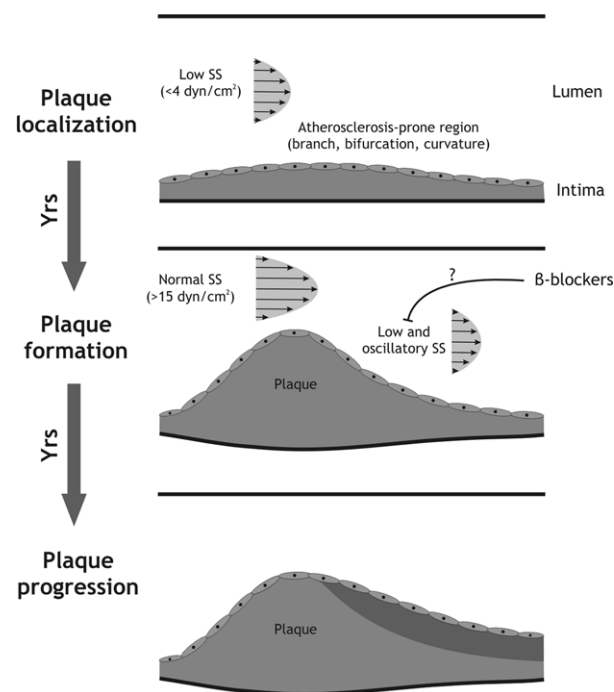 Low SS
(<4 dyn/cm²)
Lumen
Plaque
localization
Atherosclerosis-prone region
(branch, bifurcation, curvature)
Intima
Yrs
Normal SS
(>15 dyn/cm²)
?
ß-blockers
Plaque
formation
Low and
oscillatory SS
Plaque
Yrs
Plaque
progression
Plaque